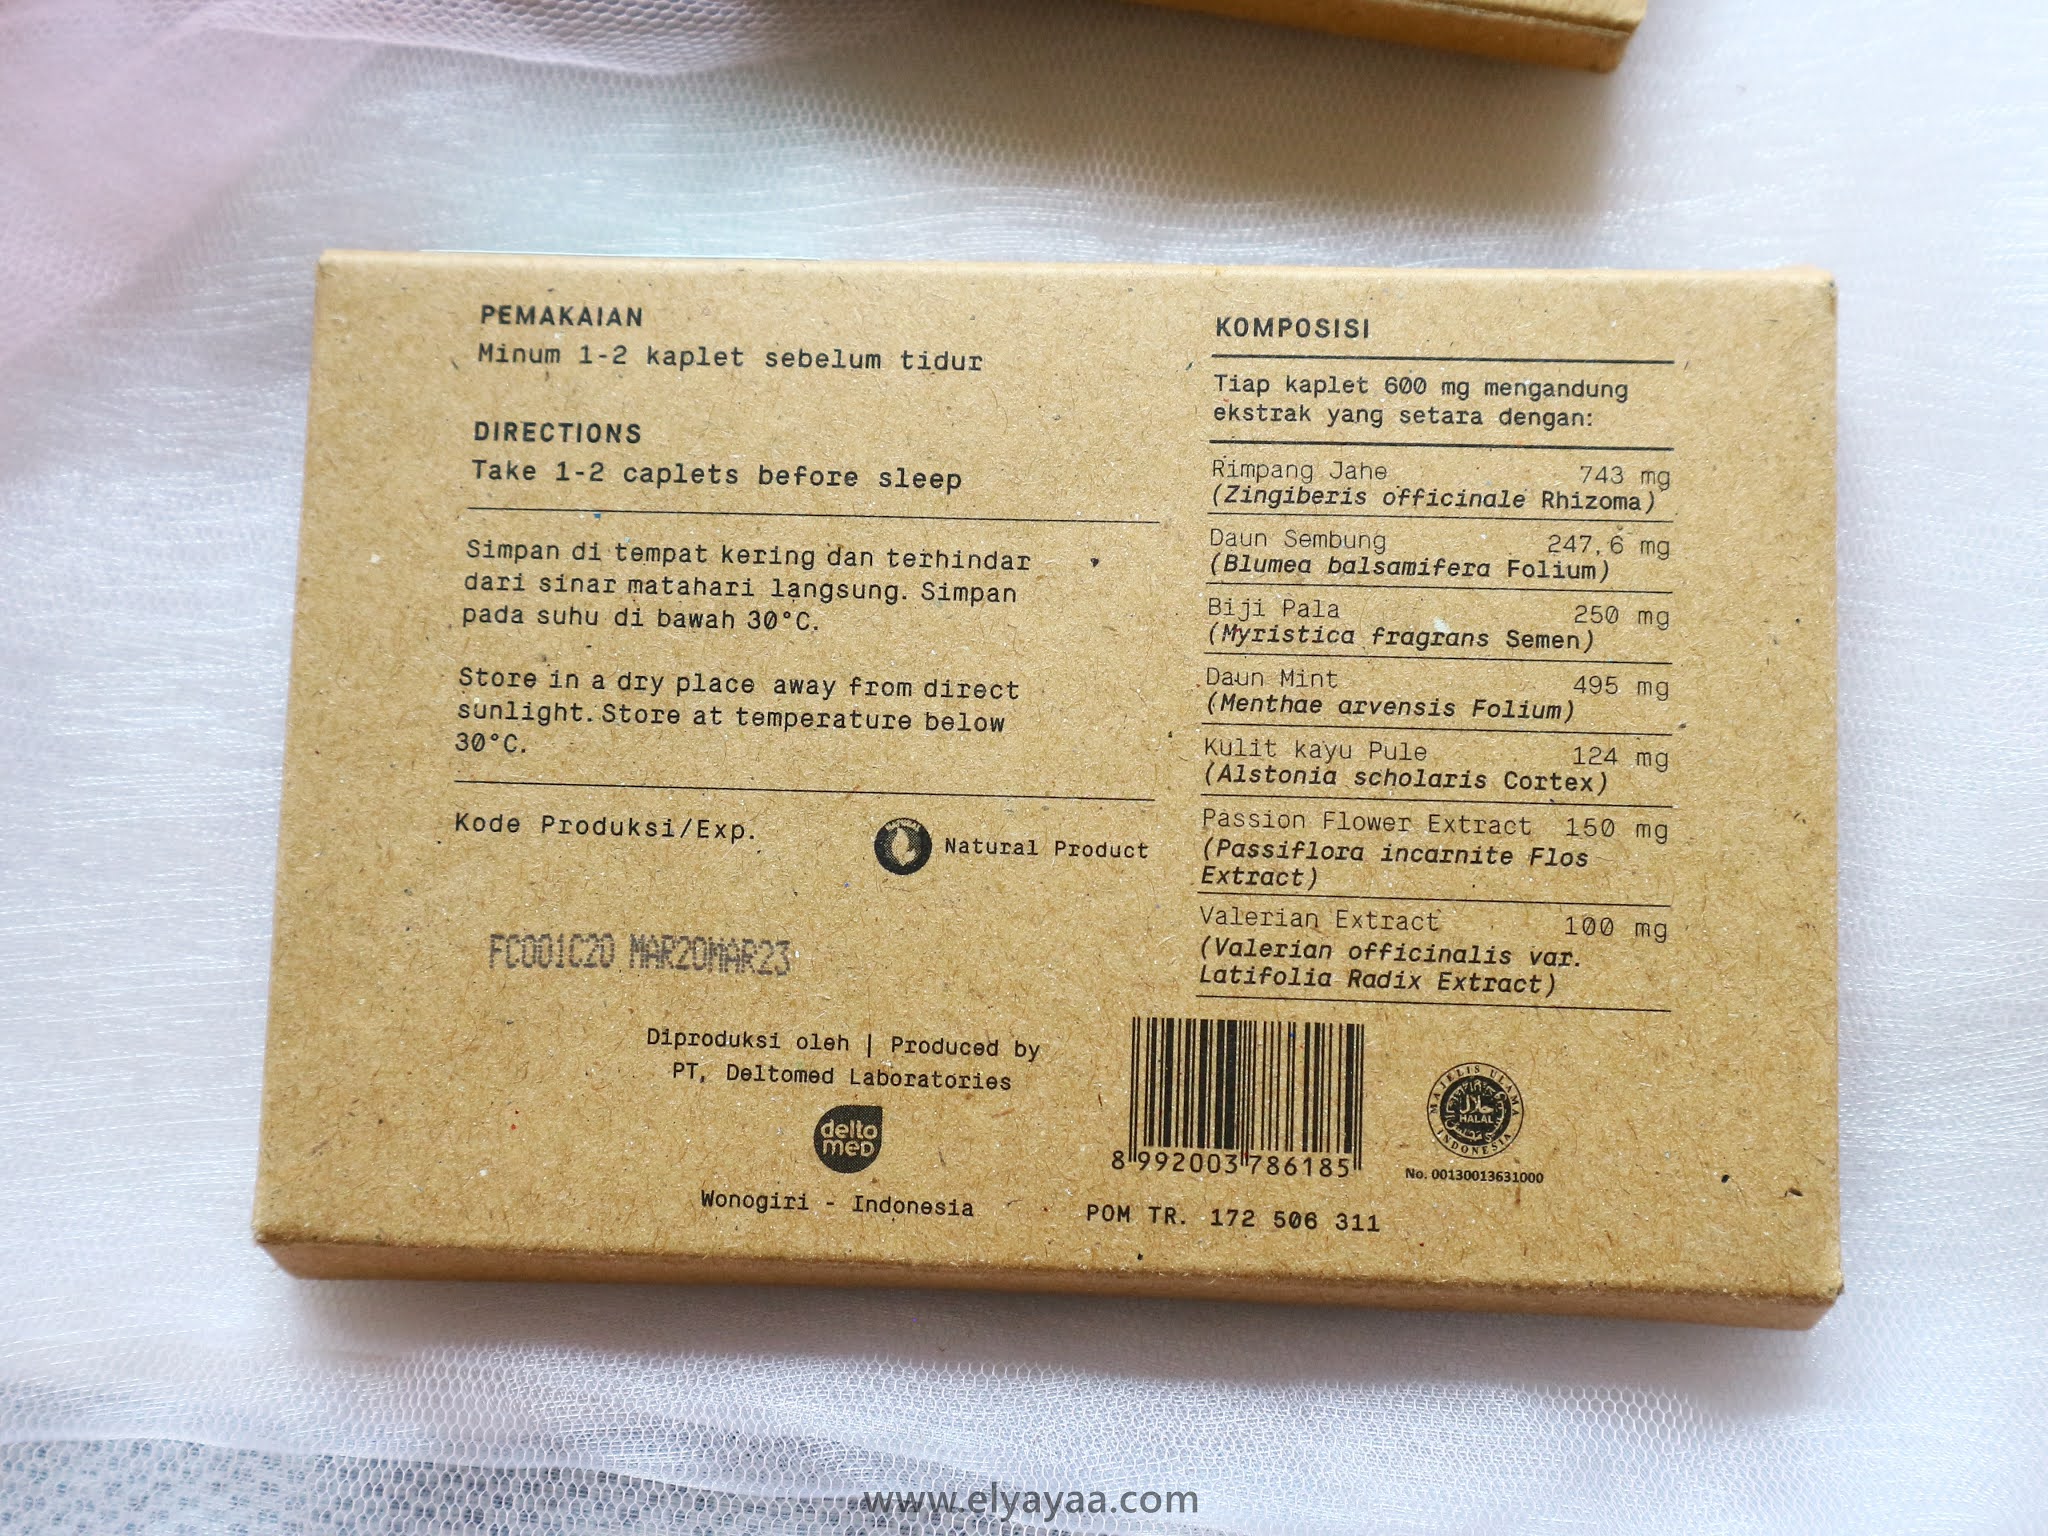 PEMAKAIAN
Minum 1-2 kaplet sebelum tidur
DIRECTIONS
Take 1-2 caplets before sleep
Simpan di tempat kering dan terhindar
dari sinar matahari langsung. Simpan
pada suhu di bawah 30°C.
Store in a dry place away from direct
sunlight. Store at temperature below
30°C.
Kode Produksi/Exp.
Natural Product
FC001C20 MAR20MAR23
Diproduksi oleh | Produced by
PT, Deltomed Laboratories
delto
meD
Wonogiri - Indonesia
KOMPOSISI
Tiap kaplet 600 mg mengandung
ekstrak yang setara dengan:
Rimpang Jahe 743 mg
(Zingiberis officinale Rhizoma)
Daun Sembung 247,6 mg
(Blumea balsamifera Folium)
Biji Pala 250 mg
(Myristica fragrans Semen)
Daun Mint 495 mg
(Menthae arvensis Folium)
Kulit kayu Pule 124 mg
(Alstonia scholaris Cortex)
Passion Flower Extract 150 mg
(Passiflora incarnite Flos
Extract)
Valerian Extract 100 mg
(Valerian officinalis var.
Latifolia Radix Extract)
8 992003 786185
POM TR. 172 506 311
MAJELIS ULAMA
حلال
HALAL
INDONESIA
No. 00130013631000
www.elyayaa.com